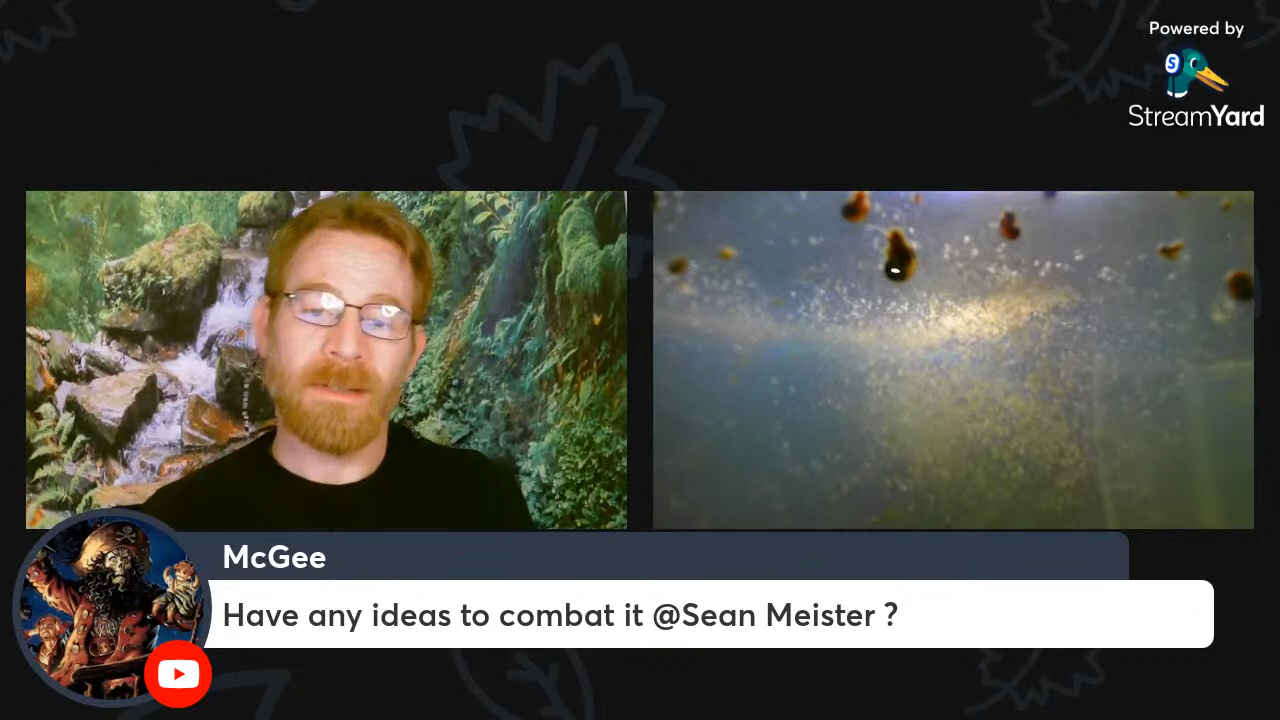 Powered by
S
StreamYard
McGee
Have any ideas to combat it @Sean Meister ?